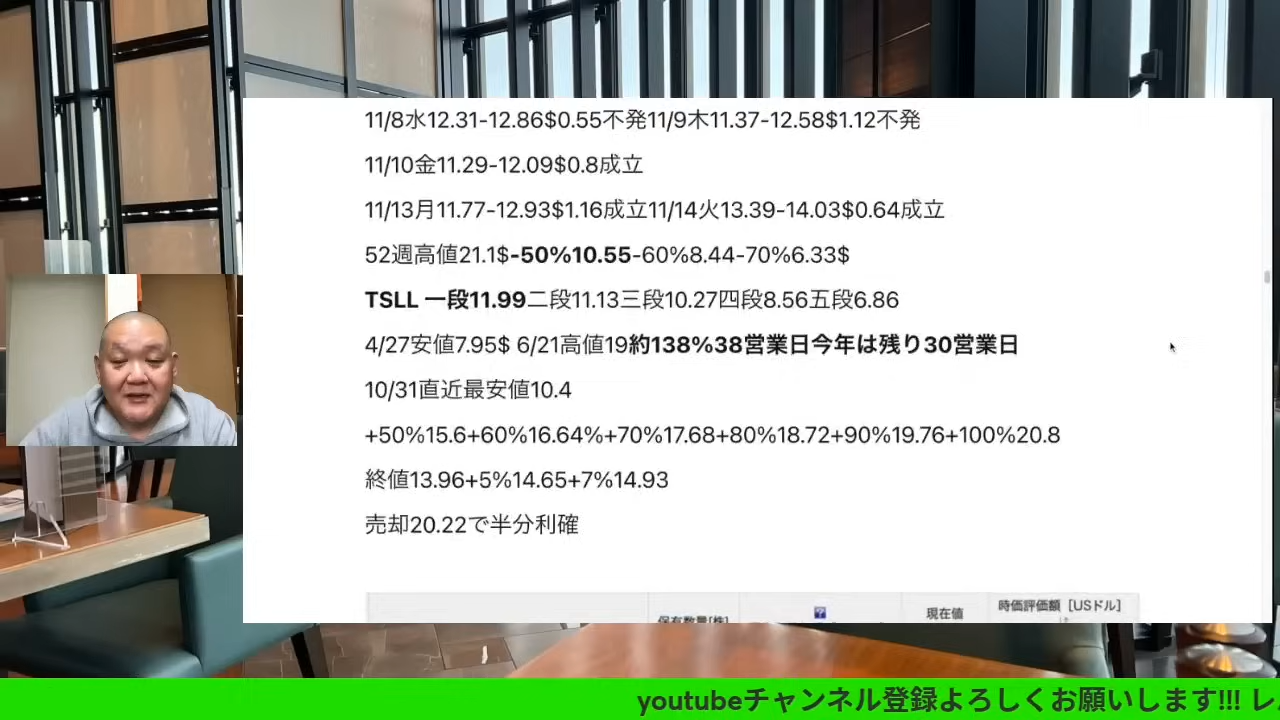 11/8水12.31-12.86$0.55不発11/9木11.37-12.58$1.12不発
11/10金11.29-12.09$0.8成立
11/13月11.77-12.93$1.16成立11/14火13.39-14.03$0.64成立
52週高値21.1$-50%10.55-60%8.44-70%6.33$
TSLL 一段11.99二段11.13三段10.27四段8.56五段6.86
4/27安値7.95$ 6/21高値19約138%38営業日今年は残り30営業日
10/31直近最安値10.4
+50%15.6+60%16.64%+70%17.68+80%18.72+90%19.76+100%20.8
終値13.96+5%14.65+7%14.93
売却20.22で半分利確
保有数量[株] 現在値 時価評価額 [USドル]
youtubeチャンネル登録よろしくお願いします!!! レ